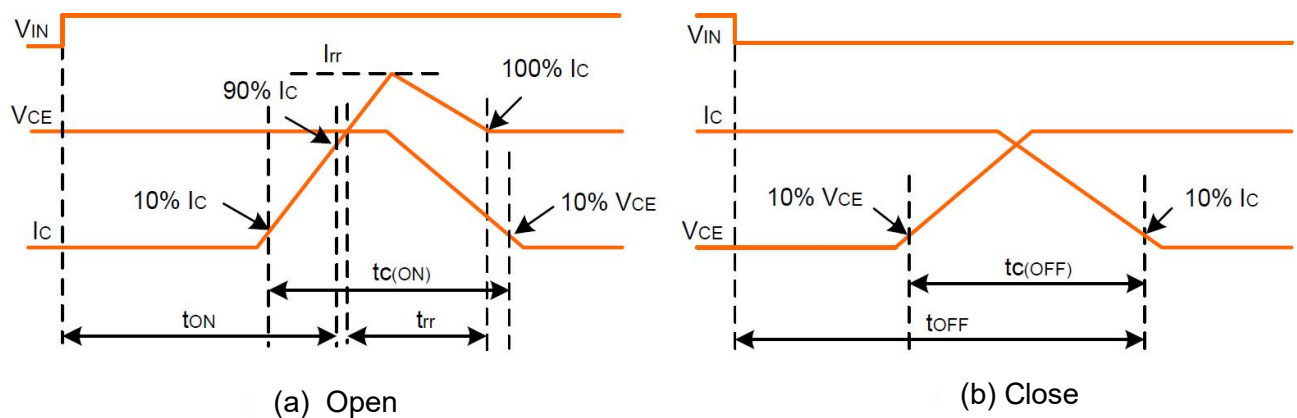 VIN
Irr
90% IC
100% IC
VCE
10% IC
10% VCE
IC
tC(ON)
tON
trr
(a) Open
VIN
IC
10% VCE
10% IC
VCE
tC(OFF)
tOFF
(b) Close